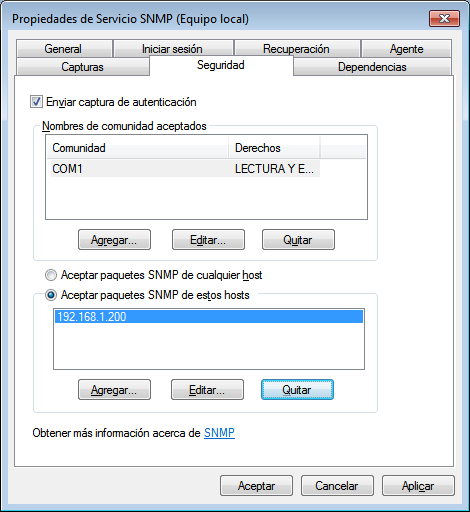 Propiedades de Servicio SNMP (Equipo local)
General Iniciar sesión Recuperación Agente
Capturas Seguridad Dependencias
Enviar captura de autenticación
Nombres de comunidad aceptados
Comunidad Derechos
COM1 LECTURA Y E...
Agregar... Editar... Quitar
Aceptar paquetes SNMP de cualquier host
Aceptar paquetes SNMP de estos hosts
192.168.1.200
Agregar... Editar... Quitar
Obtener más información acerca de SNMP
Aceptar Cancelar Aplicar